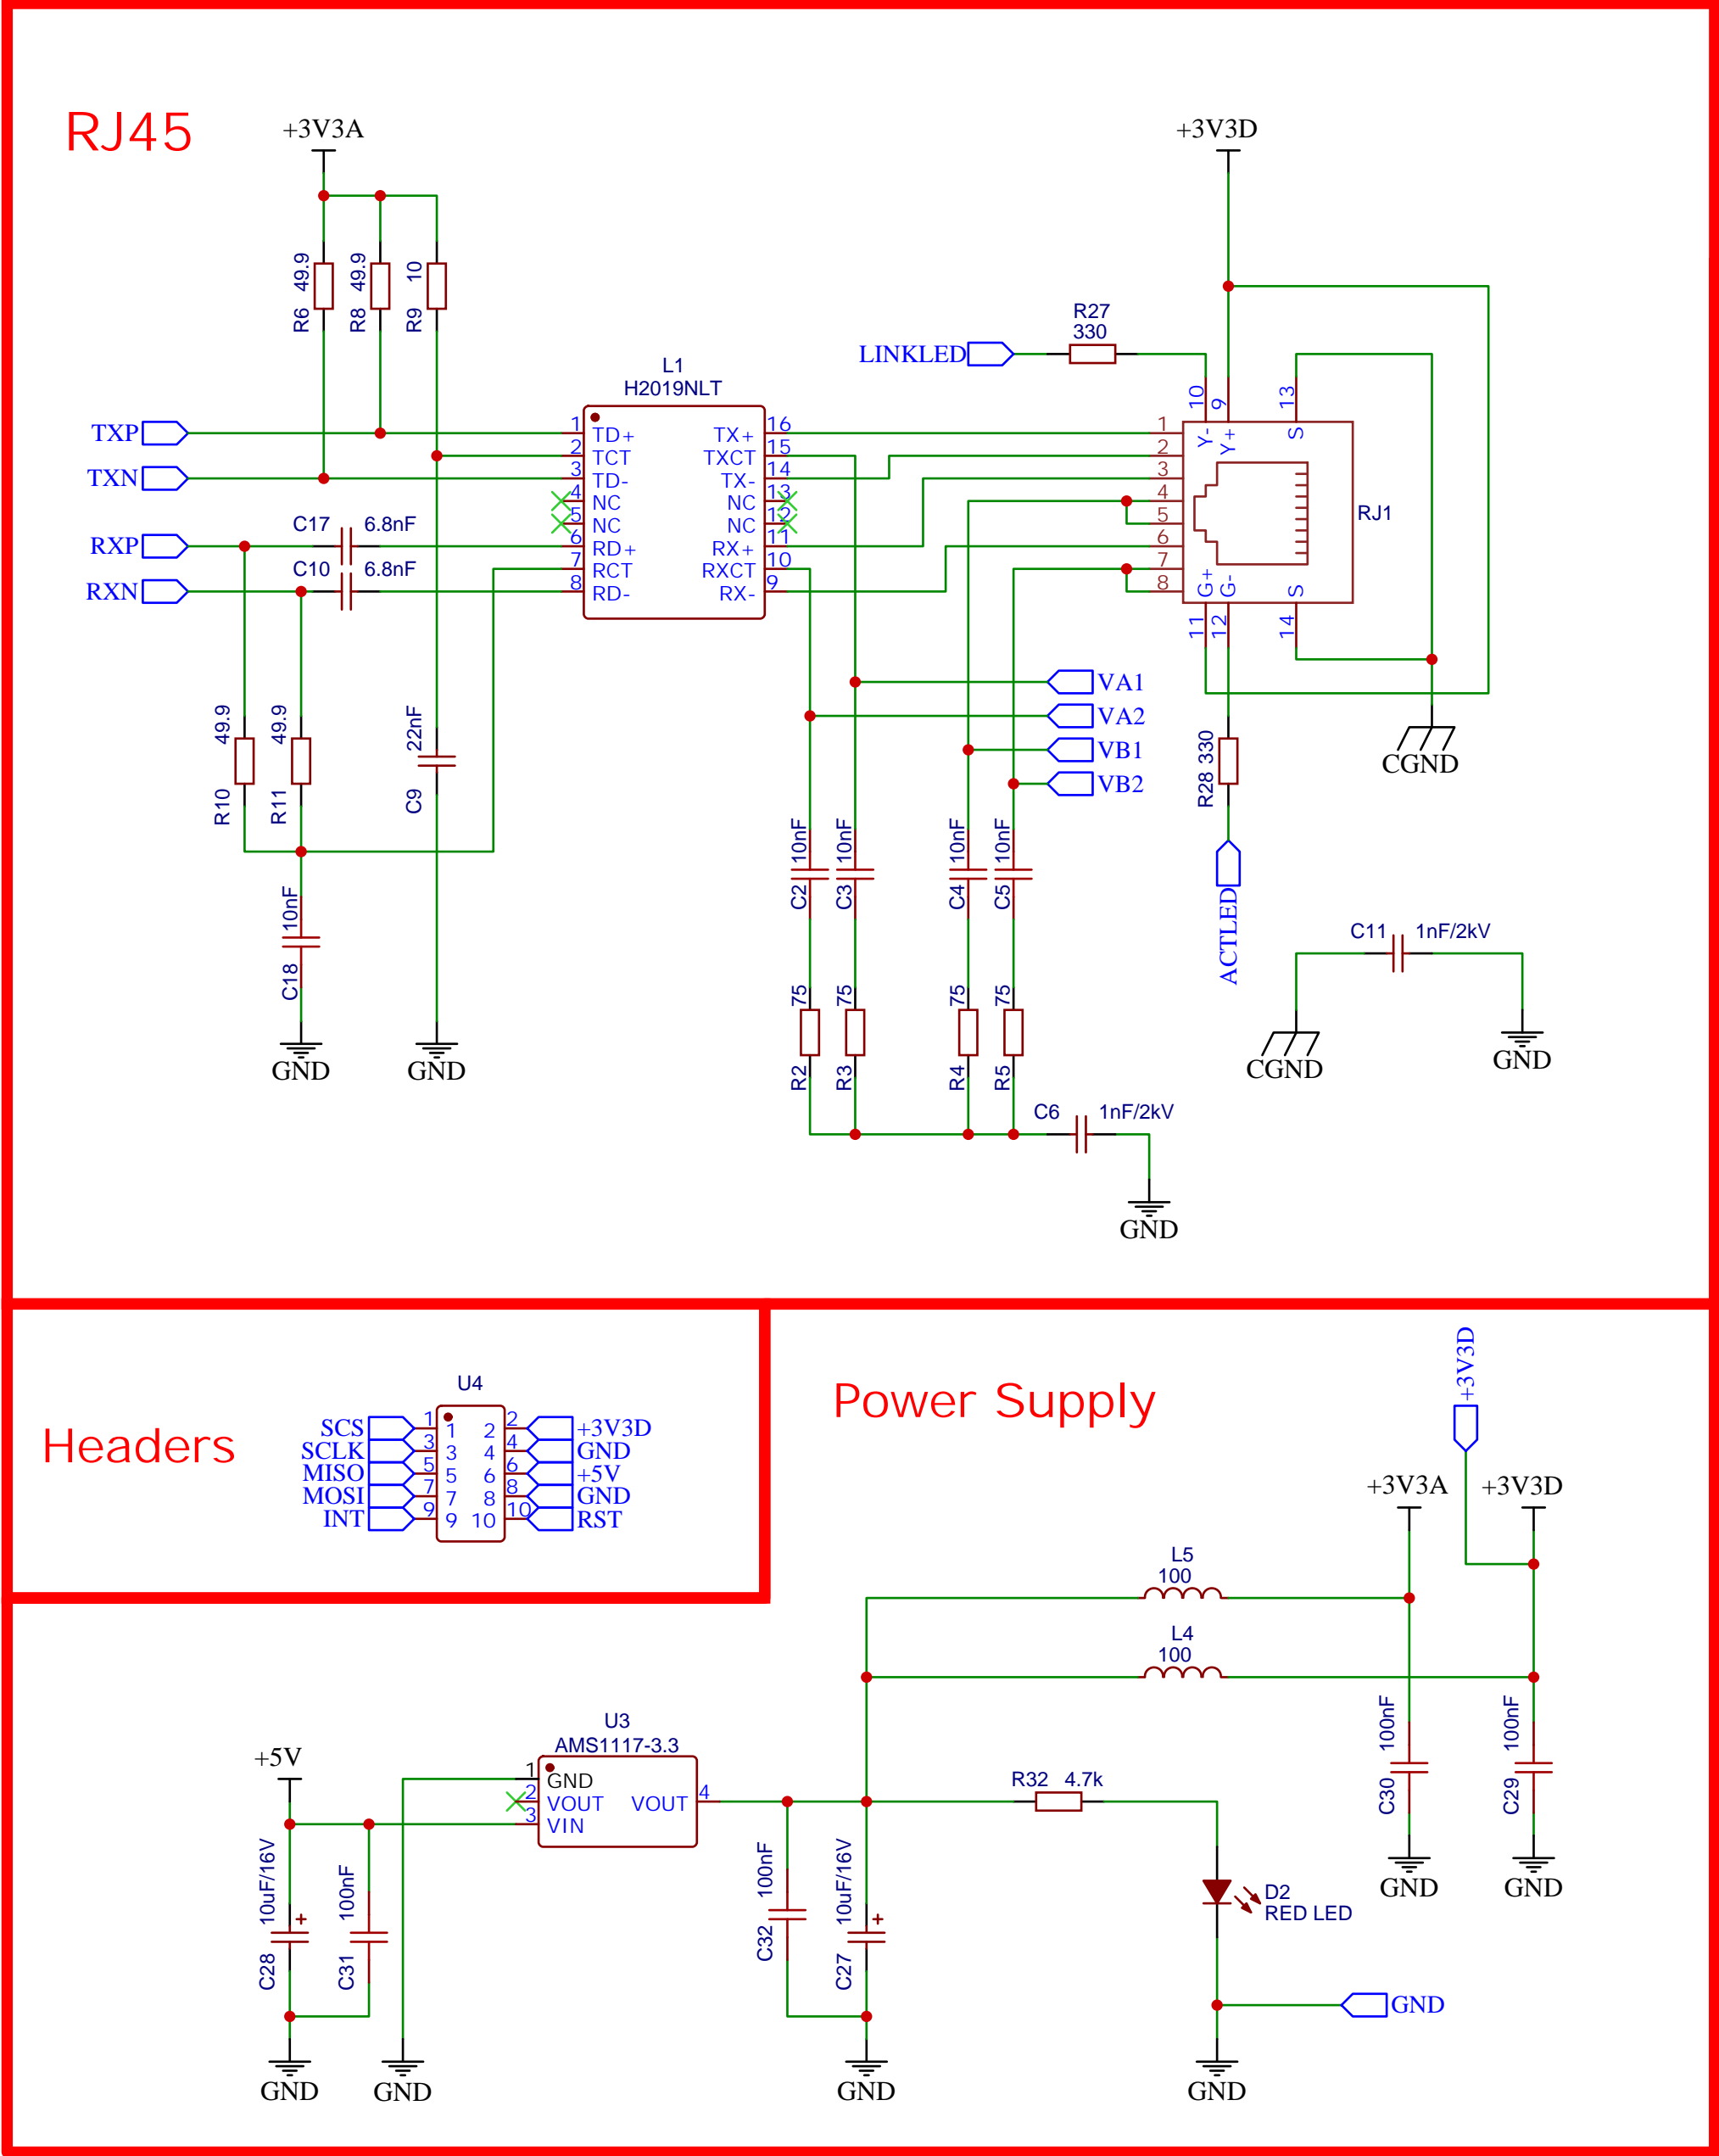 RJ45
+3V3A
+3V3D
R6 49.9
R8 49.9
R9 10
R27
330
LINKLED
L1
H2019NLT
TXP
TXN
RXP
RXN
C17 6.8nF
C10 6.8nF
1 TD+ TX+ 16
2 TCT TXCT 15
3 TD- TX- 14
4 NC NC 13
5 NC NC 12
6 RD+ RX+ 11
7 RCT RXCT 10
8 RD- RX- 9
10 9 13
Y- Y+ S
1
2
3
4
5
6
7
8
RJ1
G+ G- S
11 12 14
VA1
VA2
VB1
VB2
CGND
R10 49.9
R11 49.9
C9 22nF
R28 330
ACTLED
C2 10nF
C3 10nF
C4 10nF
C5 10nF
C18 10nF
GND
GND
C11 1nF/2kV
CGND
GND
R2 75
R3 75
R4 75
R5 75
C6 1nF/2kV
GND
Headers
U4
SCS 1 1 2 2 +3V3D
SCLK 3 3 4 4 GND
MISO 5 5 6 6 +5V
MOSI 7 7 8 8 GND
INT 9 9 10 10 RST
Power Supply
+3V3D
+3V3A
+3V3D
L5
100
L4
100
C30 100nF
C29 100nF
GND
GND
+5V
U3
AMS1117-3.3
1 GND
2 VOUT VOUT 4
3 VIN
R32 4.7k
C28 10uF/16V +
C31 100nF
C32 100nF
C27 10uF/16V +
D2
RED LED
GND
GND
GND
GND
GND